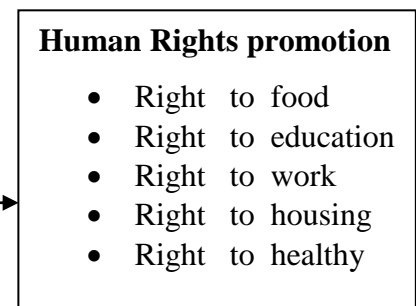 Human Rights promotion
• Right to food
• Right to education
• Right to work
• Right to housing
• Right to healthy